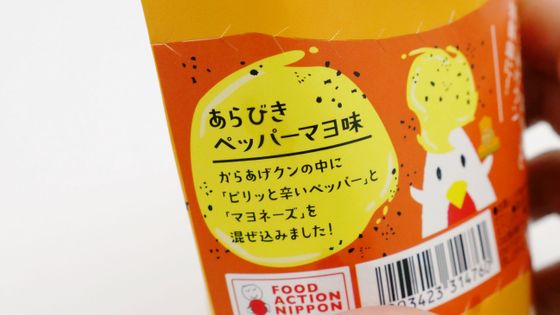 あらびき
ペッパーマヨ味
からあげクンの中に
「ピリッと辛いペッパー」と
「マヨネーズ」を
混ぜ込みました!
FOOD
ACTION
NIPPON